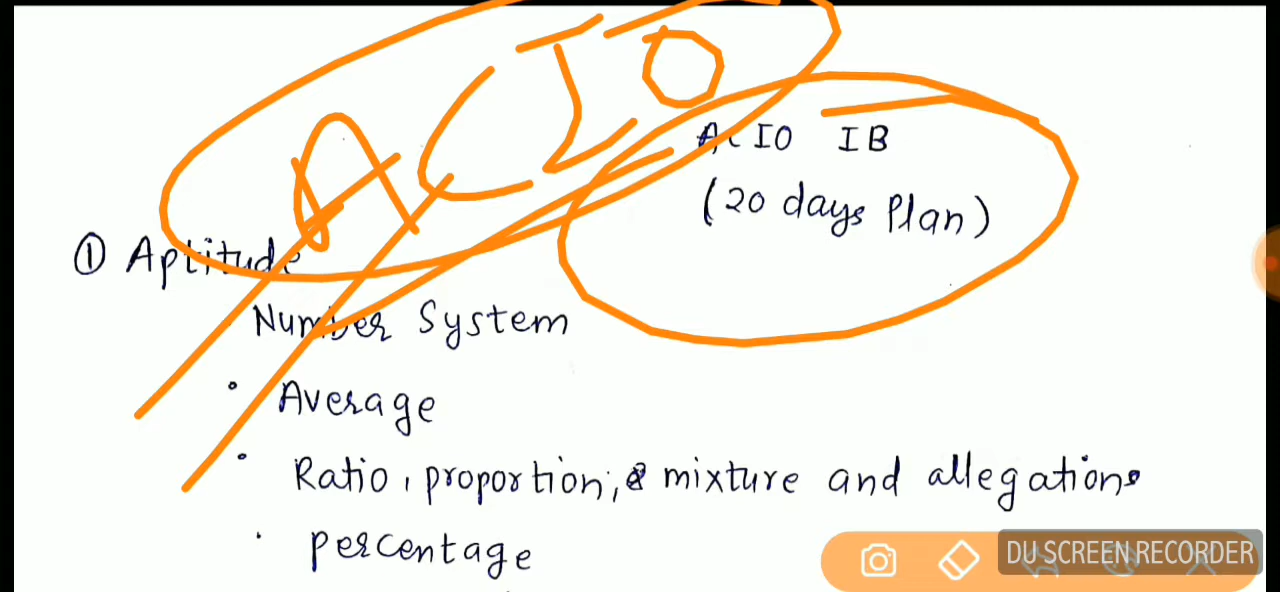 ACIO
ACIO IB
(20 days Plan)
① Aptitude
Number System
• Average
• Ratio, proportion, & mixture and allegation
• percentage
DU SCREEN RECORDER